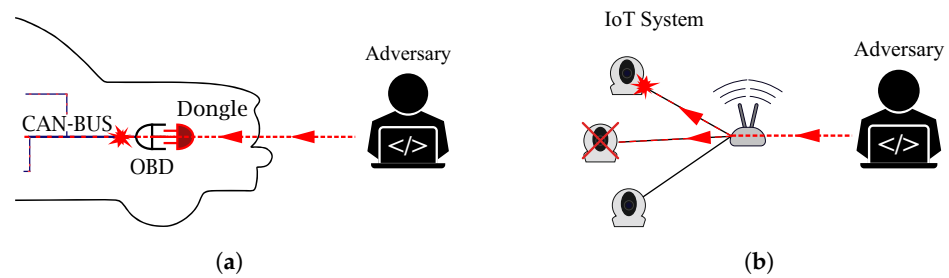 IoT System
Adversary
Adversary
CAN-BUS
Dongle
OBD
</>
</>
(a)
(b)